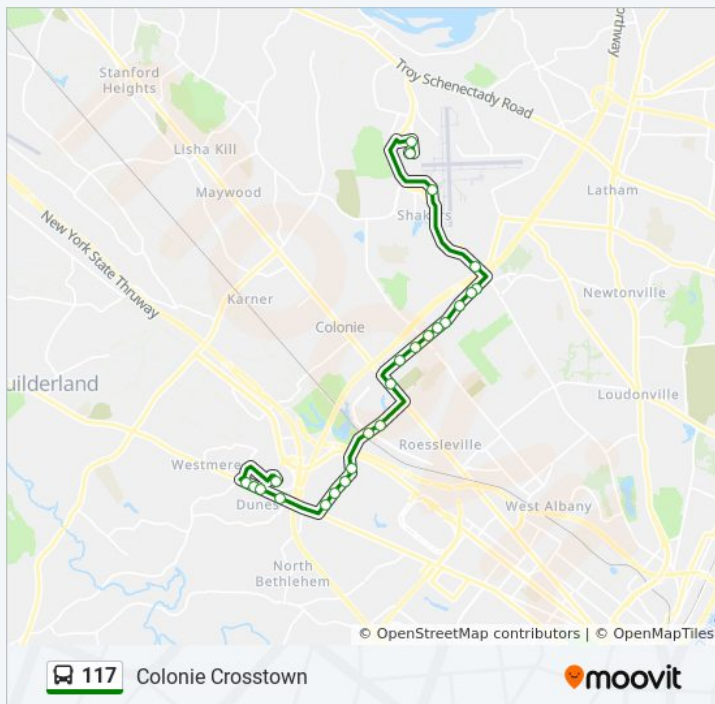 Troy Schenectady Road
orthway
Stanford
Heights
Lisha Kill
Maywood
Latham
Shakers
New York State Thruway
Karner
Newtonville
Colonie
uilderland
Loudonville
Roessleville
Westmere
Dunes
West Albany
North
Bethlehem
© OpenStreetMap contributors | © OpenMapTiles
117 Colonie Crosstown
moovit